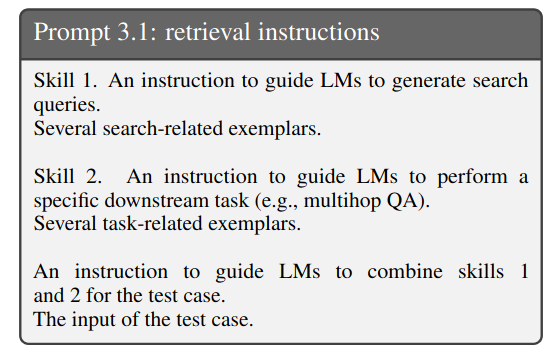 Prompt 3.1: retrieval instructions
Skill 1. An instruction to guide LMs to generate search
queries.
Several search-related exemplars.
Skill 2. An instruction to guide LMs to perform a
specific downstream task (e.g., multihop QA).
Several task-related exemplars.
An instruction to guide LMs to combine skills 1
and 2 for the test case.
The input of the test case.